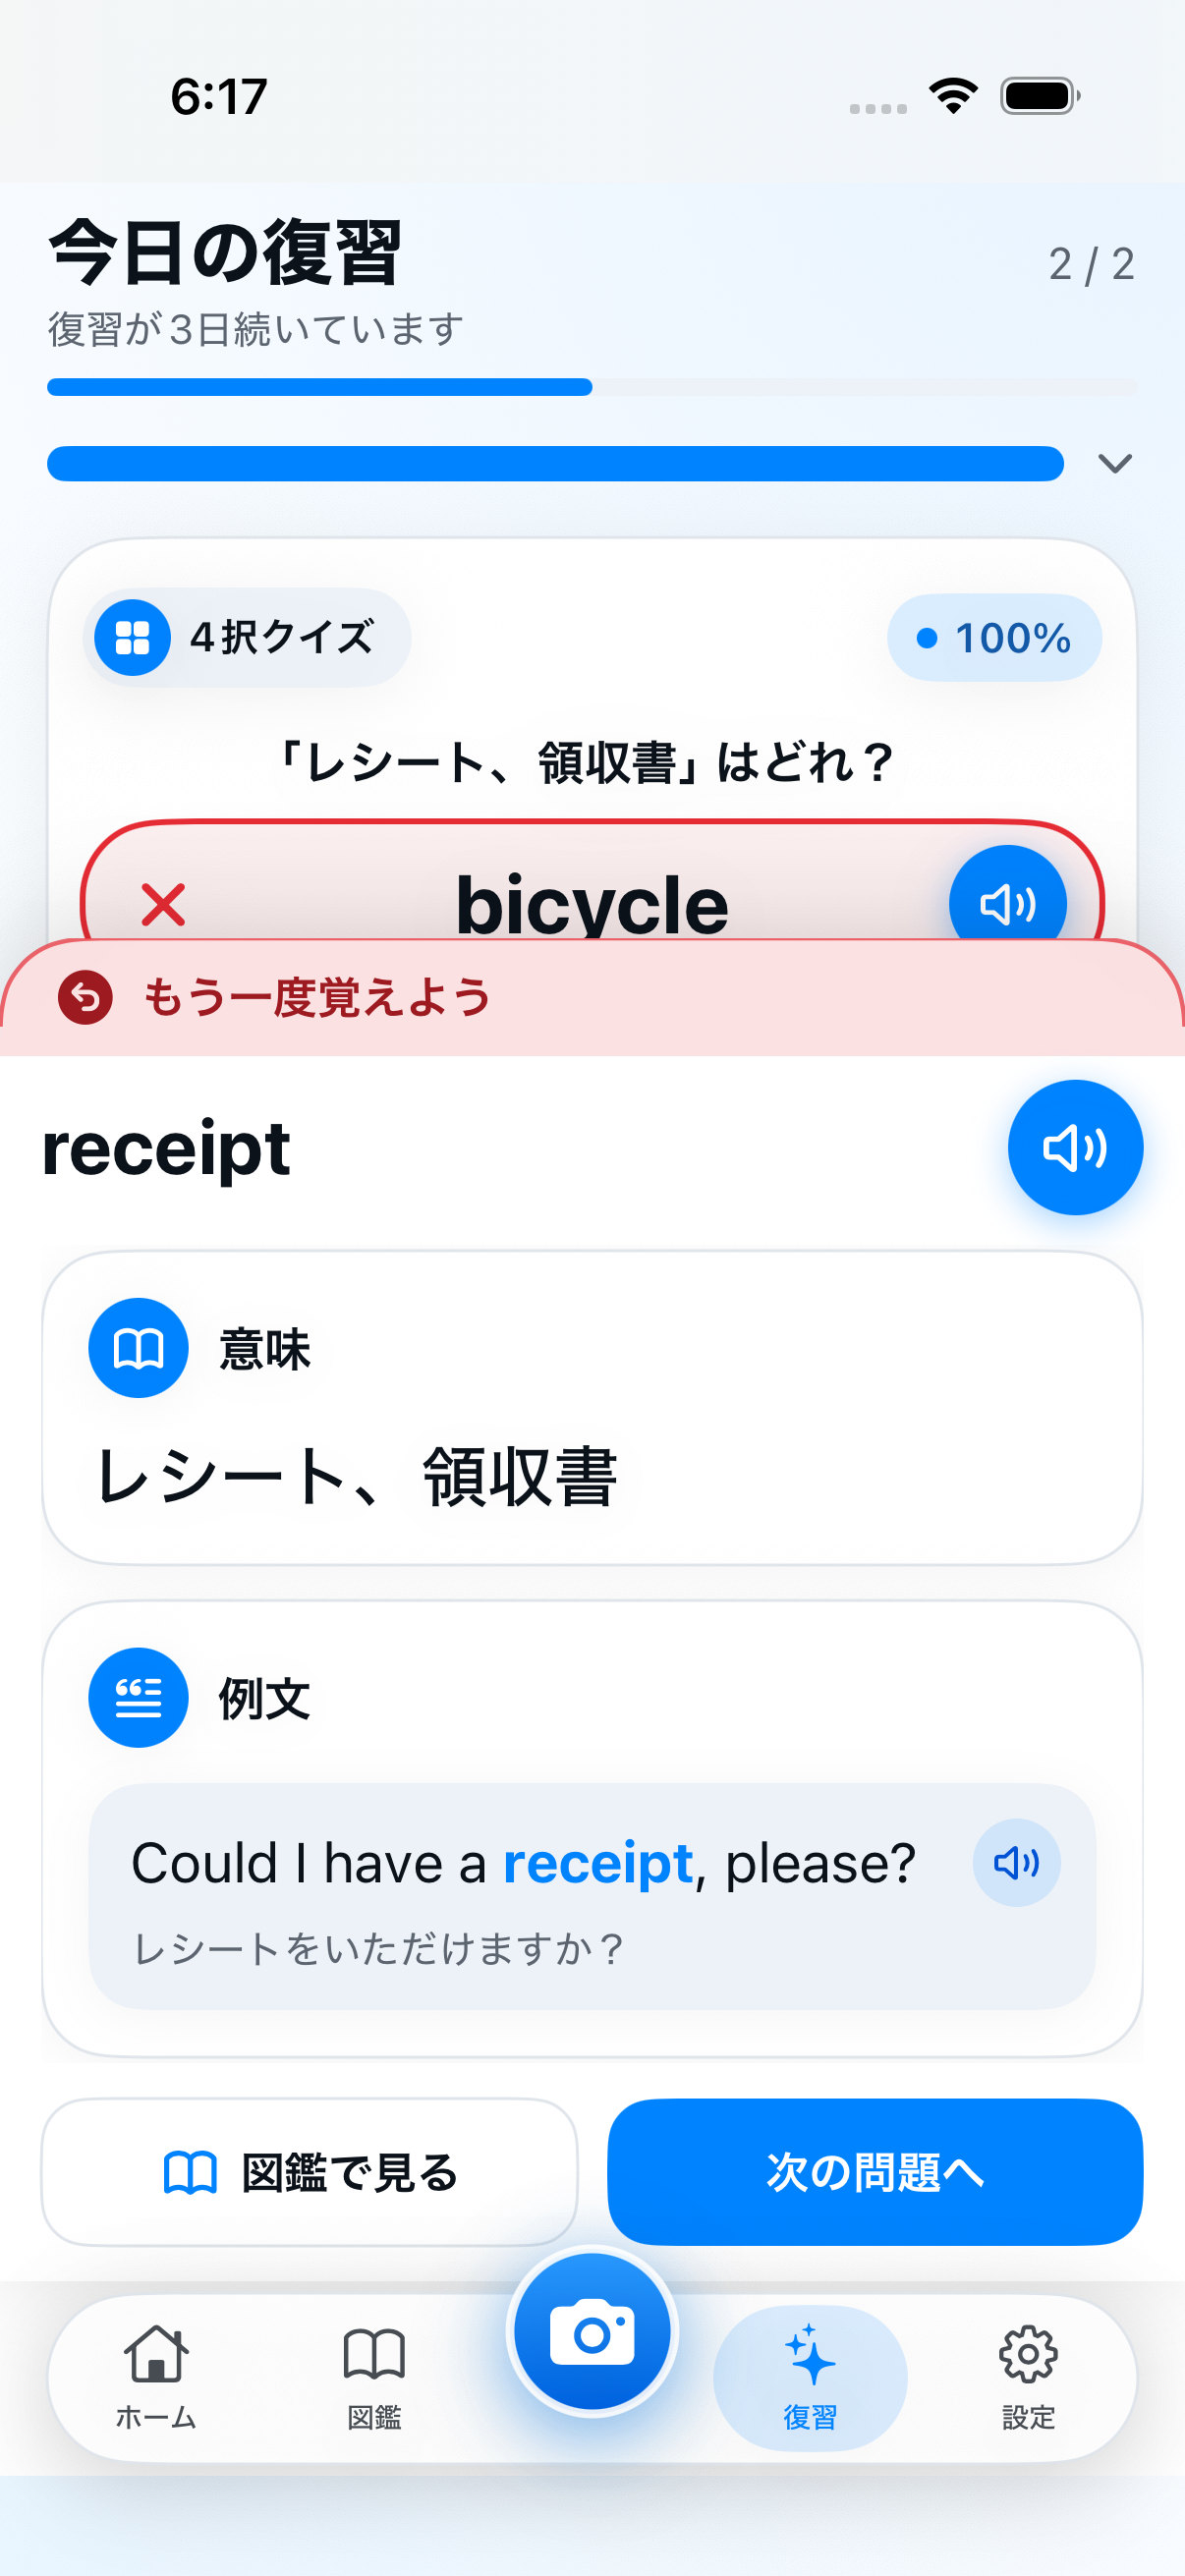 6:17
今日の復習
2 / 2
復習が3日続いています
4択クイズ
100%
「レシート、領収書」はどれ？
bicycle
もう一度覚えよう
receipt
意味
レシート、領収書
例文
Could I have a receipt, please?
レシートをいただけますか？
図鑑で見る
次の問題へ
ホーム
図鑑
復習
設定